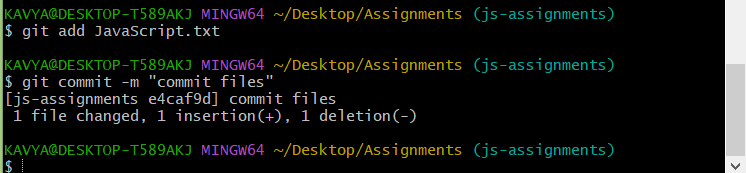 KAVYA@DESKTOP-T589AKJ MINGW64 ~/Desktop/Assignments (js-assignments)
$ git add JavaScript.txt
KAVYA@DESKTOP-T589AKJ MINGW64 ~/Desktop/Assignments (js-assignments)
$ git commit -m "commit files"
[js-assignments e4caf9d] commit files
 1 file changed, 1 insertion(+), 1 deletion(-)
KAVYA@DESKTOP-T589AKJ MINGW64 ~/Desktop/Assignments (js-assignments)
$